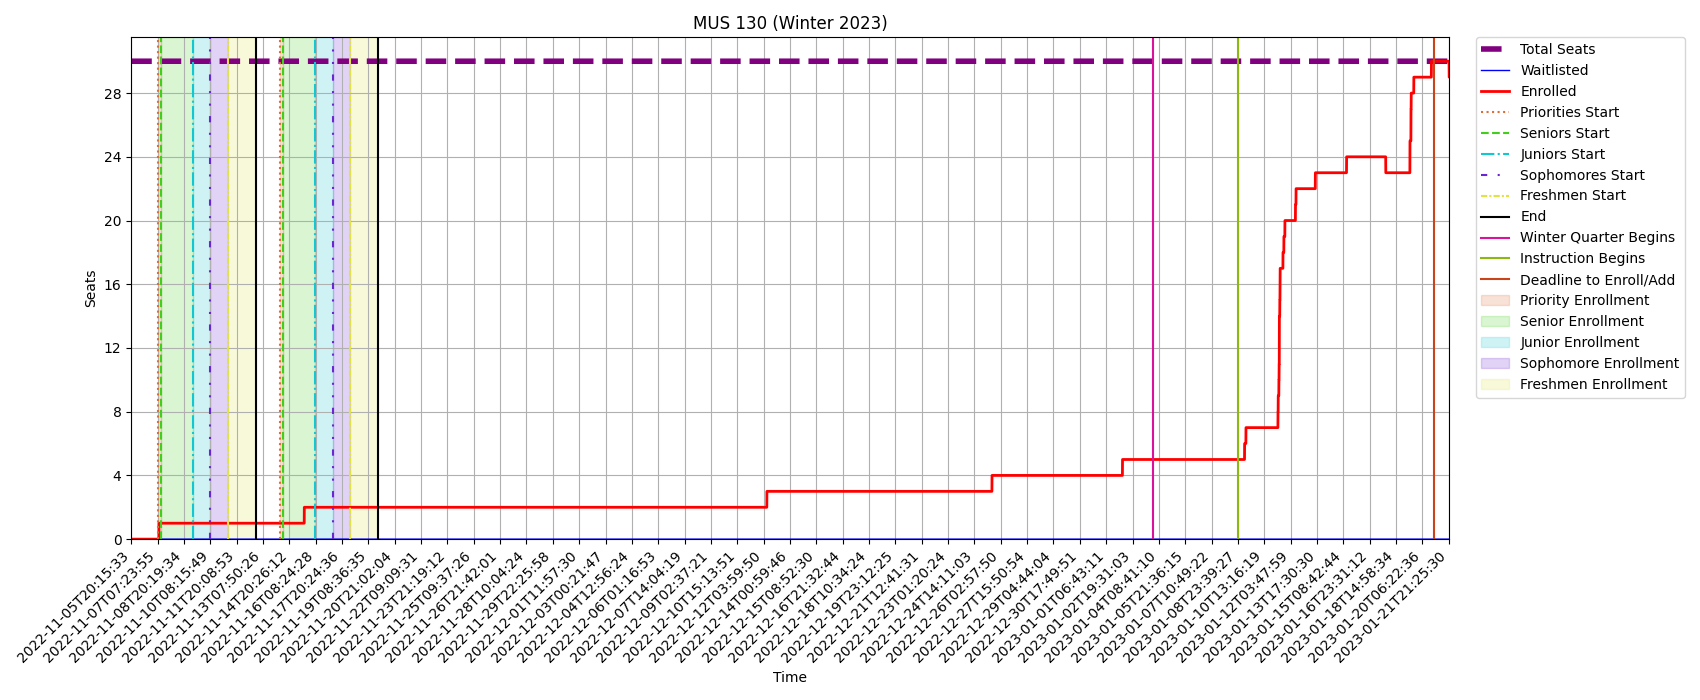 MUS 130 (Winter 2023)
Seats
28
24
20
16
12
8
4
0
2022-11-05T20:15:33
2022-11-07T07:23:55
2022-11-08T20:19:34
2022-11-10T08:15:49
2022-11-11T20:08:53
2022-11-13T07:50:26
2022-11-14T20:26:12
2022-11-16T08:24:28
2022-11-17T20:24:36
2022-11-19T08:36:35
2022-11-20T21:02:04
2022-11-22T09:09:31
2022-11-23T21:19:12
2022-11-25T09:37:26
2022-11-26T21:42:01
2022-11-28T10:04:24
2022-11-29T22:25:58
2022-12-01T11:57:30
2022-12-03T00:21:47
2022-12-04T12:56:24
2022-12-06T01:16:53
2022-12-07T14:04:19
2022-12-09T02:37:21
2022-12-10T15:13:51
2022-12-12T03:59:50
2022-12-14T00:59:46
2022-12-15T08:52:30
2022-12-16T21:32:44
2022-12-18T10:34:24
2022-12-19T23:12:25
2022-12-21T12:41:31
2022-12-23T01:20:24
2022-12-24T14:11:03
2022-12-26T02:57:50
2022-12-27T15:50:54
2022-12-29T04:44:04
2022-12-30T17:49:51
2023-01-01T06:43:11
2023-01-02T19:31:03
2023-01-04T08:41:10
2023-01-05T21:36:15
2023-01-07T10:49:22
2023-01-08T23:39:27
2023-01-10T13:16:19
2023-01-12T03:47:59
2023-01-13T17:30:30
2023-01-15T08:42:44
2023-01-16T23:31:12
2023-01-18T14:58:34
2023-01-20T06:22:36
2023-01-21T21:25:30
Time
Total Seats
Waitlisted
Enrolled
Priorities Start
Seniors Start
Juniors Start
Sophomores Start
Freshmen Start
End
Winter Quarter Begins
Instruction Begins
Deadline to Enroll/Add
Priority Enrollment
Senior Enrollment
Junior Enrollment
Sophomore Enrollment
Freshmen Enrollment